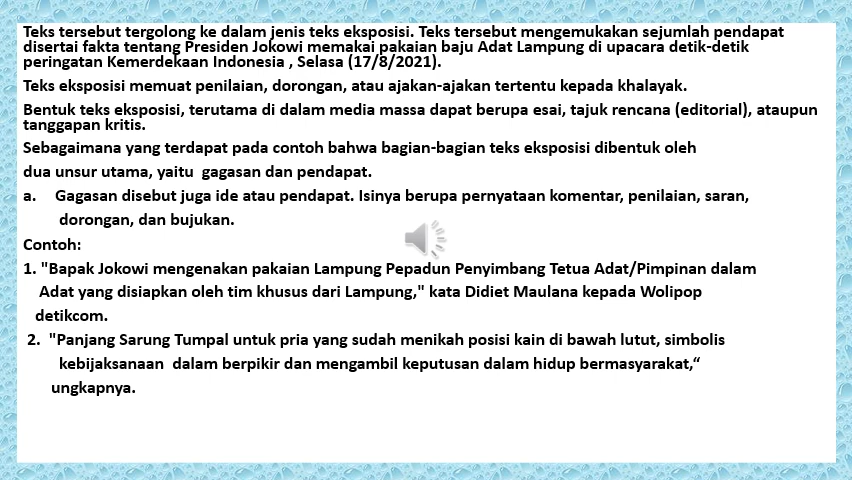 Teks tersebut tergolong ke dalam jenis teks eksposisi. Teks tersebut mengemukakan sejumlah pendapat
disertai fakta tentang Presiden Jokowi memakai pakaian baju Adat Lampung di upacara detik-detik
peringatan Kemerdekaan Indonesia , Selasa (17/8/2021).
Teks eksposisi memuat penilaian, dorongan, atau ajakan-ajakan tertentu kepada khalayak.
Bentuk teks eksposisi, terutama di dalam media massa dapat berupa esai, tajuk rencana (editorial), ataupun
tanggapan kritis.
Sebagaimana yang terdapat pada contoh bahwa bagian-bagian teks eksposisi dibentuk oleh
dua unsur utama, yaitu gagasan dan pendapat.
a. Gagasan disebut juga ide atau pendapat. Isinya berupa pernyataan komentar, penilaian, saran,
dorongan, dan bujukan.
Contoh:
1. "Bapak Jokowi mengenakan pakaian Lampung Pepadun Penyimbang Tetua Adat/Pimpinan dalam
Adat yang disiapkan oleh tim khusus dari Lampung," kata Didiet Maulana kepada Wolipop
detikcom.
2. "Panjang Sarung Tumpal untuk pria yang sudah menikah posisi kain di bawah lutut, simbolis
kebijaksanaan dalam berpikir dan mengambil keputusan dalam hidup bermasyarakat,“
ungkapnya.